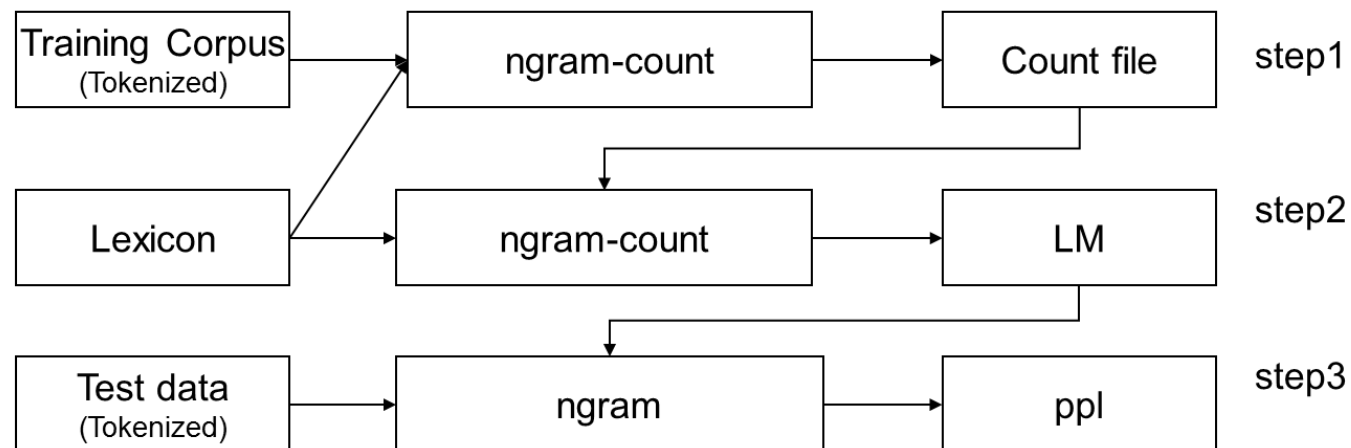 Training Corpus
(Tokenized)
ngram-count
Count file
step1
Lexicon
ngram-count
LM
step2
Test data
(Tokenized)
ngram
ppl
step3